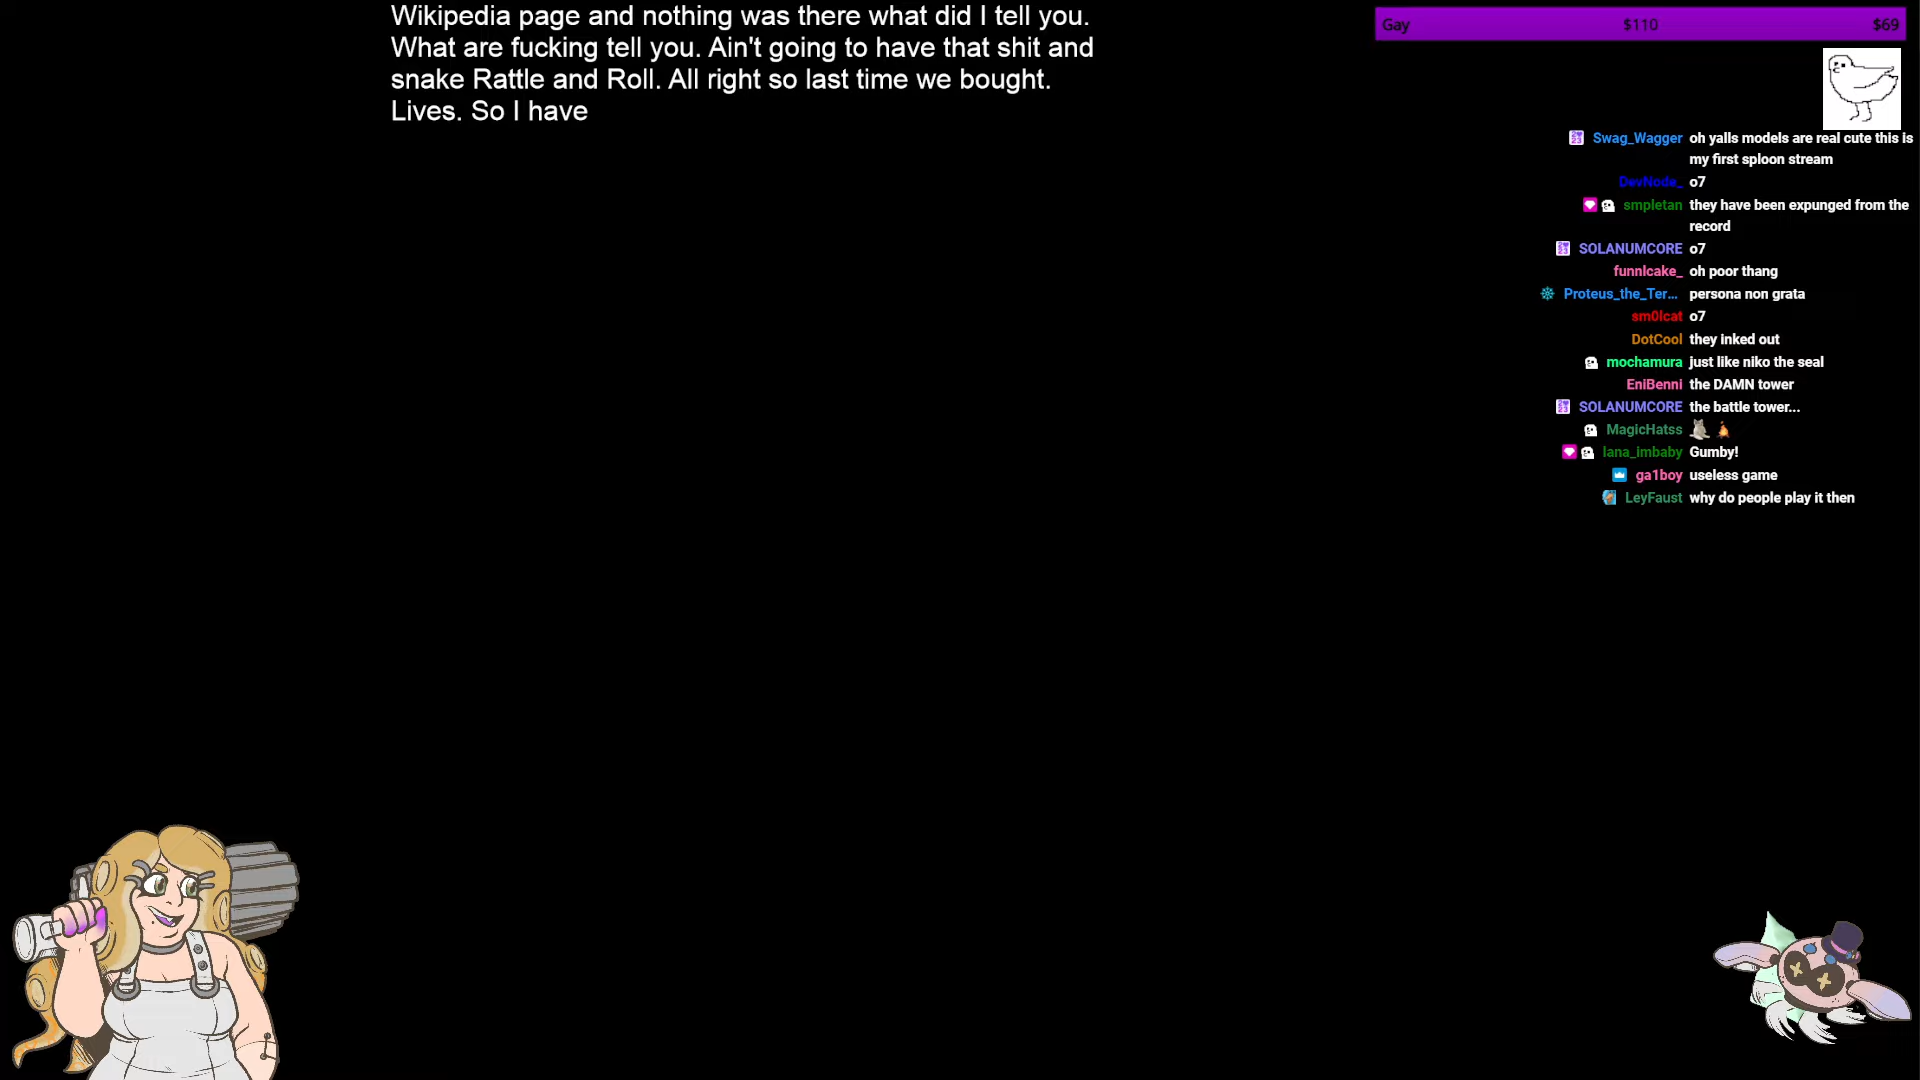 Wikipedia page and nothing was there what did I tell you.
What are fucking tell you. Ain't going to have that shit and
snake Rattle and Roll. All right so last time we bought.
Lives. So I have
Gay $110 $69
Swag_Wagger oh yalls models are real cute this is
my first sploon stream
DevNode_ o7
smpletan they have been expunged from the
record
SOLANUMCORE o7
funnlcake_ oh poor thang
Proteus_the_Ter... persona non grata
sm0lcat o7
DotCool they inked out
mochamura just like niko the seal
EniBenni the DAMN tower
SOLANUMCORE the battle tower...
MagicHatss
lana_imbaby Gumby!
ga1boy useless game
LeyFaust why do people play it then